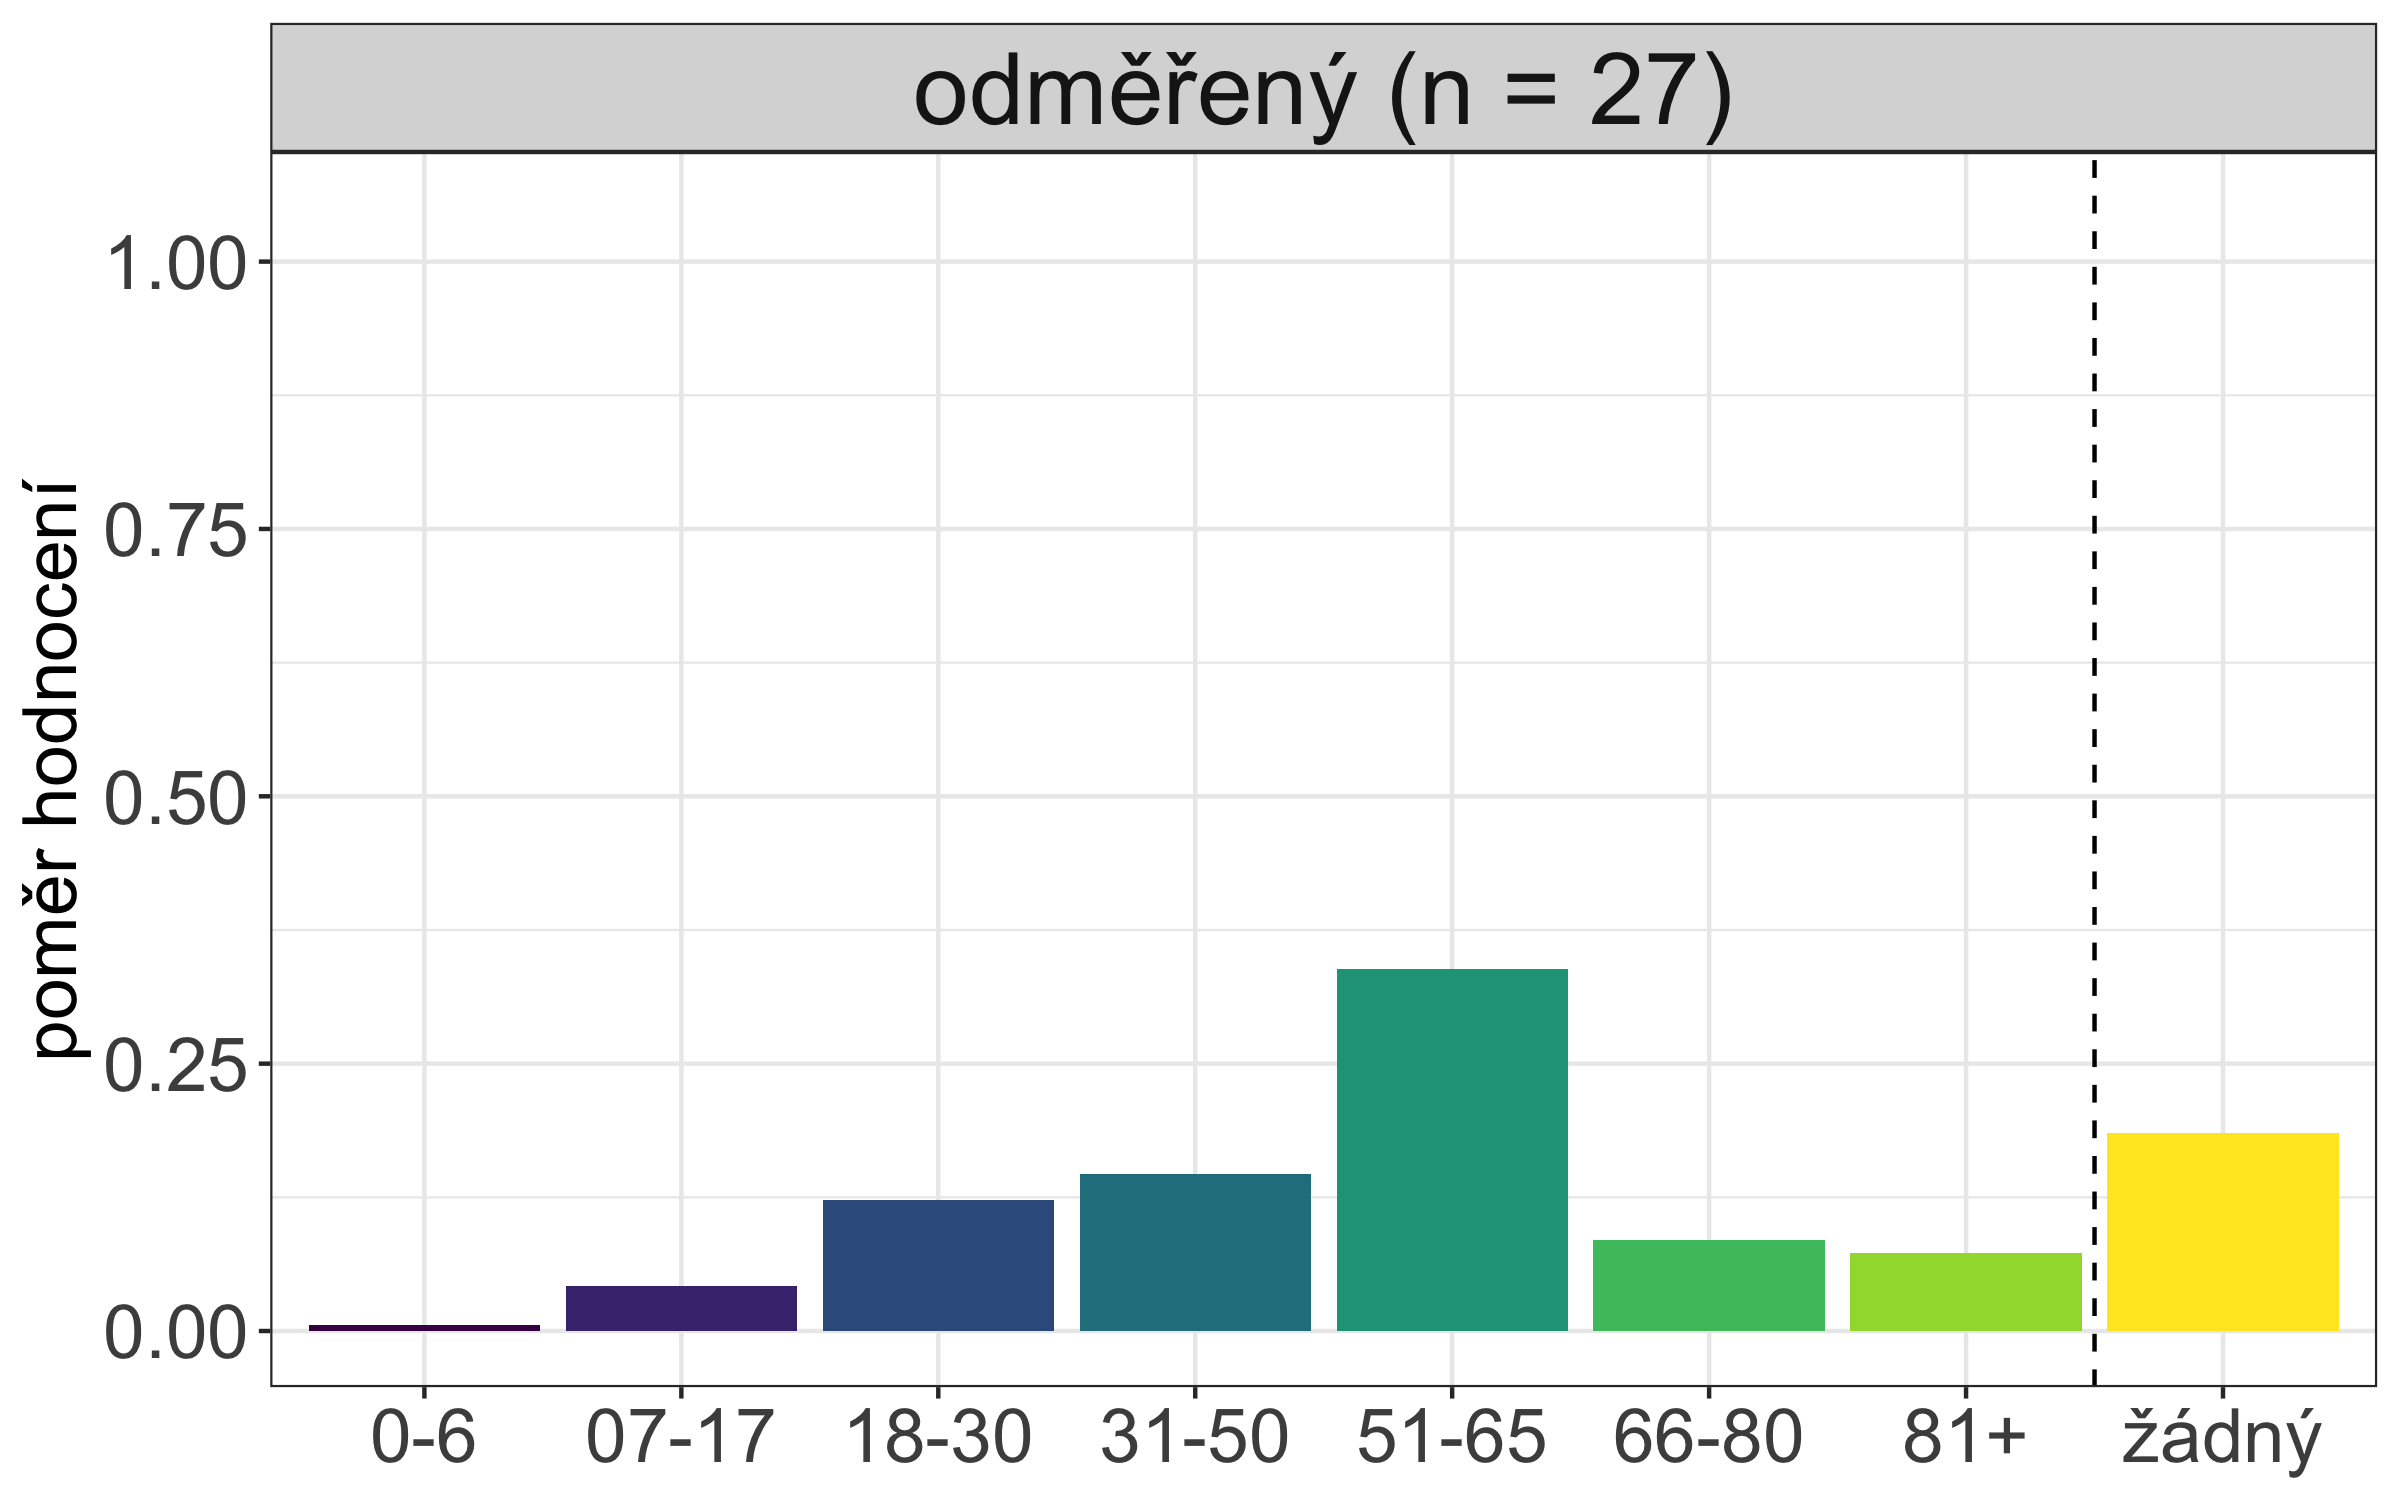 odměřený (n = 27)
poměr hodnocení
1.00
0.75
0.50
0.25
0.00
0-6 07-17 18-30 31-50 51-65 66-80 81+ žádný